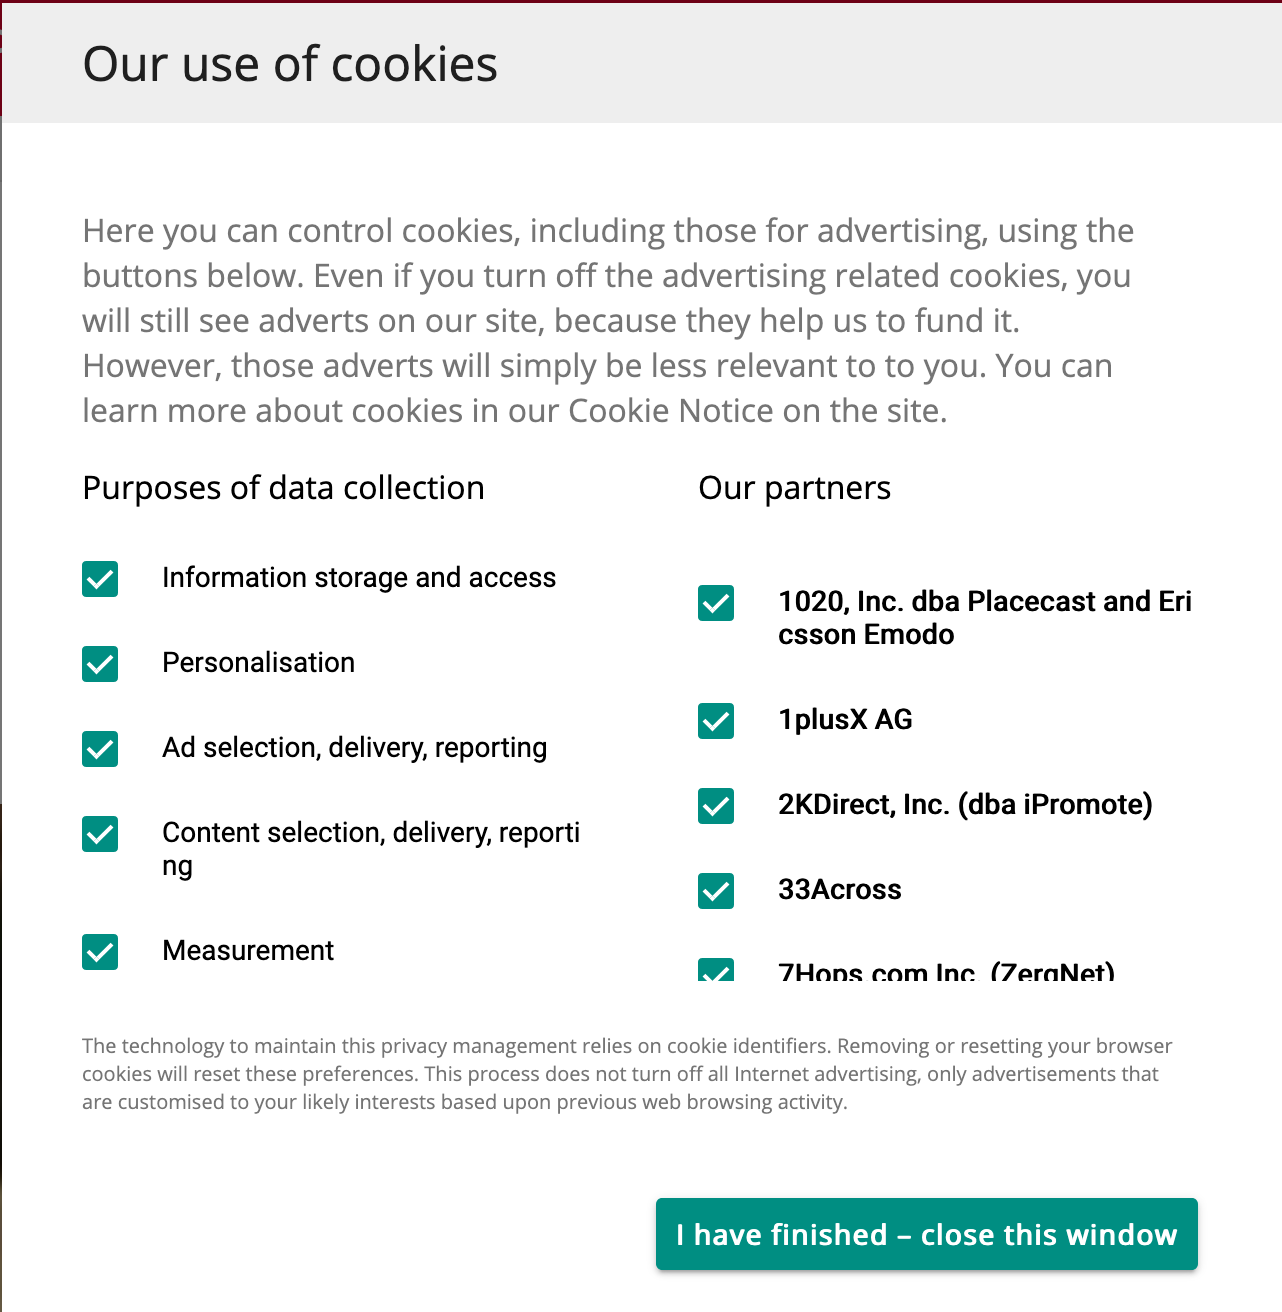 Our use of cookies
Here you can control cookies, including those for advertising, using the
buttons below. Even if you turn off the advertising related cookies, you
will still see adverts on our site, because they help us to fund it.
However, those adverts will simply be less relevant to to you. You can
learn more about cookies in our Cookie Notice on the site.
Purposes of data collection
Information storage and access
Personalisation
Ad selection, delivery, reporting
Content selection, delivery, reporti
ng
Measurement
Our partners
1020, Inc. dba Placecast and Eri
csson Emodo
1plusX AG
2KDirect, Inc. (dba iPromote)
33Across
7Hops.com Inc. (ZergNet)
The technology to maintain this privacy management relies on cookie identifiers. Removing or resetting your browser
cookies will reset these preferences. This process does not turn off all Internet advertising, only advertisements that
are customised to your likely interests based upon previous web browsing activity.
I have finished – close this window